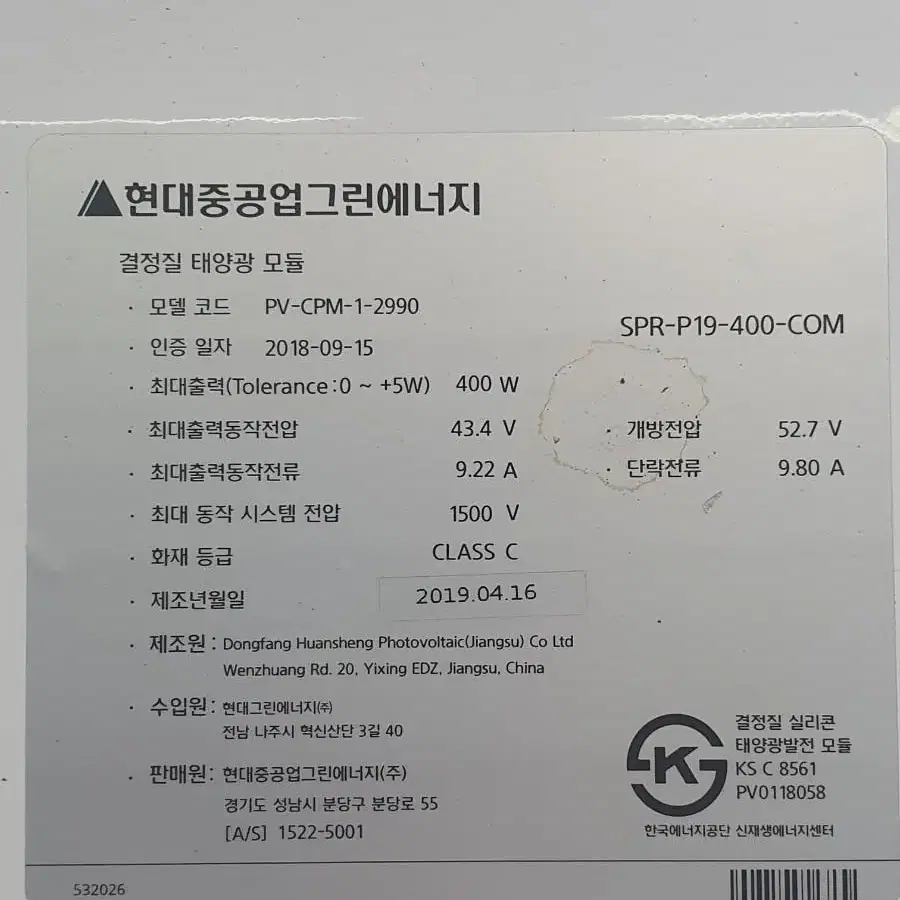 현대중공업그린에너지
결정질 태양광 모듈
· 모델 코드 PV-CPM-1-2990
SPR-P19-400-COM
· 인증 일자 2018-09-15
· 최대출력(Tolerance:0 ~ +5W) 400 W
· 최대출력동작전압 43.4 V · 개방전압 52.7 V
· 최대출력동작전류 9.22 A · 단락전류 9.80 A
· 최대 동작 시스템 전압 1500 V
· 화재 등급 CLASS C
· 제조년월일 2019.04.16
· 제조원 : Dongfang Huansheng Photovoltaic(Jiangsu) Co Ltd
Wenzhuang Rd. 20, Yixing EDZ, Jiangsu, China
· 수입원 : 현대그린에너지㈜
전남 나주시 혁신산단 3길 40
· 판매원: 현대중공업그린에너지(주)
경기도 성남시 분당구 분당로 55
[A/S] 1522-5001
결정질 실리콘
태양광발전 모듈
KS C 8561
PV0118058
한국에너지공단 신재생에너지센터
532026